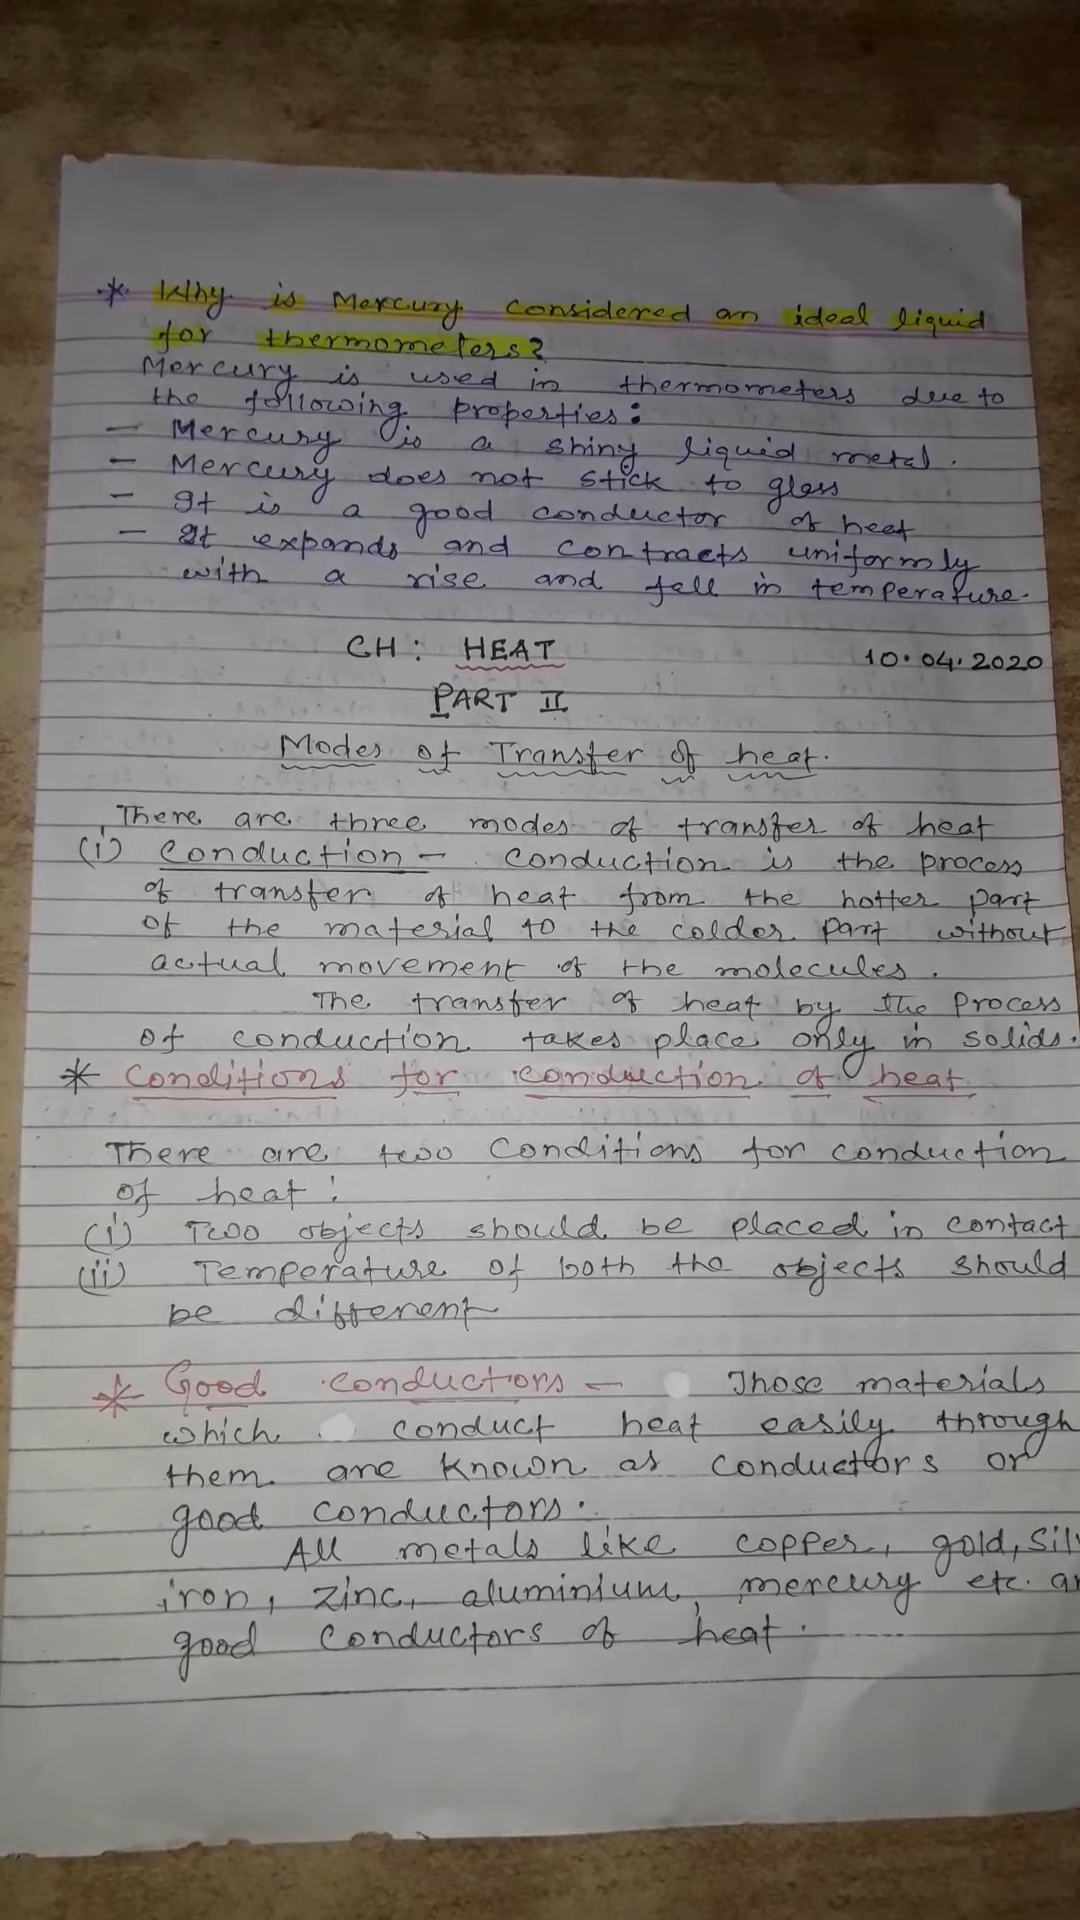 * Why is Mercury considered an ideal liquid
for thermometers?
Mercury is used in thermometers due to
the following properties:
- Mercury is a shiny liquid metal.
- Mercury does not stick to glass
- It is a good conductor of heat
- It expands and contracts uniformly
with a rise and fall in temperature.
CH: HEAT 10.04.2020
PART II
Modes of Transfer of heat.
There are three modes of transfer of heat
(i) Conduction - Conduction is the process
of transfer of heat from the hotter part
of the material to the colder part without
actual movement of the molecules.
The transfer of heat by the process
of conduction takes place only in solids.
* Conditions for conduction of heat
There are two conditions for conduction
of heat:
(i) Two objects should be placed in contact
(ii) Temperature of both the objects should
be different
* Good conductors - Those materials
which conduct heat easily through
them are known as conductors or
good conductors.
All metals like copper, gold, sil
iron, zinc, aluminium, mercury etc. ar
good conductors of heat.